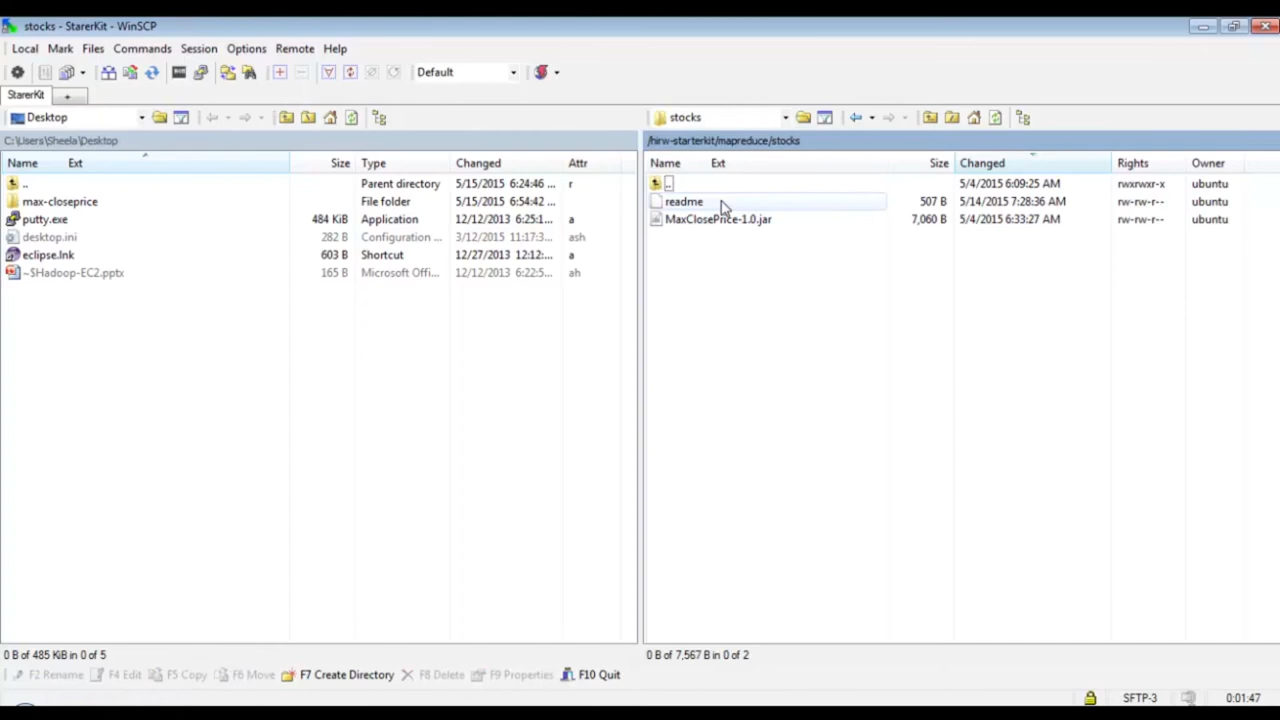 stocks - StarerKit - WinSCP
Local Mark Files Commands Session Options Remote Help
Default
StarerKit
Desktop
C:\Users\Sheela\Desktop
Name Ext Size Type Changed Attr
.. Parent directory 5/15/2015 6:24:46 ... r
max-closeprice File folder 5/15/2015 6:54:42 ...
putty.exe 484 KiB Application 12/12/2013 6:25:1... a
desktop.ini 282 B Configuration ... 3/12/2015 11:17:3... ash
eclipse.lnk 603 B Shortcut 12/27/2013 12:12:... a
~$Hadoop-EC2.pptx 165 B Microsoft Offi... 12/12/2013 6:22:5... ah
0 B of 485 KiB in 0 of 5
stocks
/hirw-starterkit/mapreduce/stocks
Name Ext Size Changed Rights Owner
.. 5/4/2015 6:09:25 AM rwxrwxr-x ubuntu
readme 507 B 5/14/2015 7:28:36 AM rw-rw-r-- ubuntu
MaxClosePrice-1.0.jar 7,060 B 5/4/2015 6:33:27 AM rw-rw-r-- ubuntu
0 B of 7,567 B in 0 of 2
F2 Rename F4 Edit F5 Copy F6 Move F7 Create Directory F8 Delete F9 Properties F10 Quit
SFTP-3 0:01:47